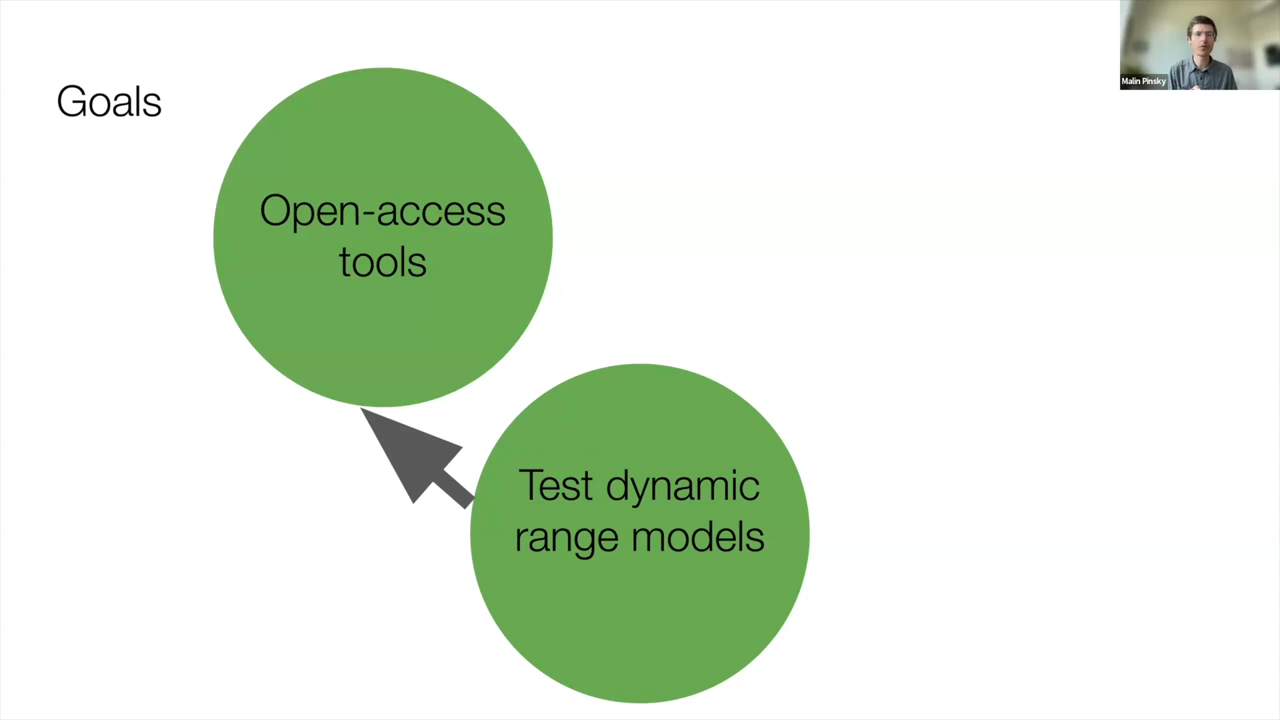 Goals
Open-access
tools
Test dynamic
range models
Malin Pinsky